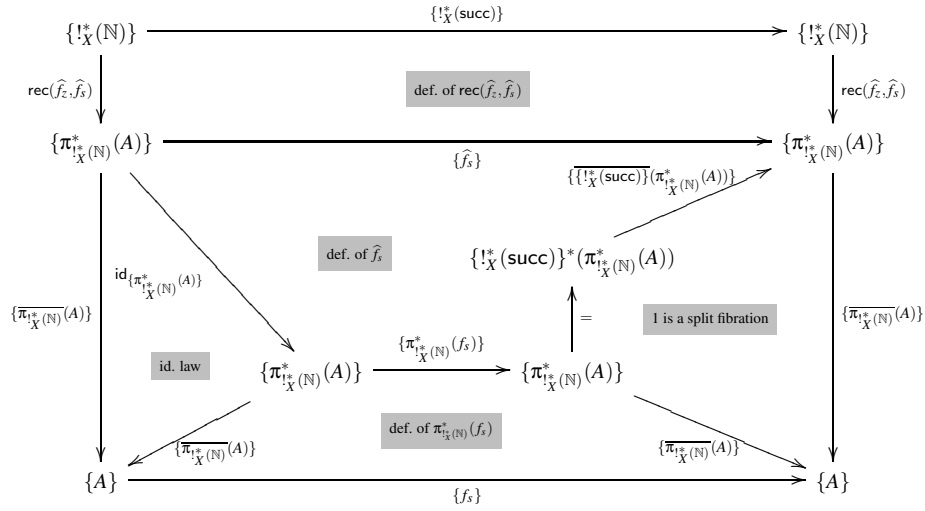 {!*_X(succ)}
{!*_X(ℕ)} {!*_X(ℕ)}
rec(f̂_z, f̂_s) def. of rec(f̂_z, f̂_s) rec(f̂_z, f̂_s)
{π*_{!*_X(ℕ)}(A)} {π*_{!*_X(ℕ)}(A)}
{f̂_s}
{\overline{{!*_X(succ)}}(π*_{!*_X(ℕ)}(A))}
def. of f̂_s {!*_X(succ)}*(π*_{!*_X(ℕ)}(A))
id_{{π*_{!*_X(ℕ)}(A)}}
{\overline{π_{!*_X(ℕ)}}(A)} = 1 is a split fibration {\overline{π_{!*_X(ℕ)}}(A)}
{π*_{!*_X(ℕ)}(f_s)}
id. law {π*_{!*_X(ℕ)}(A)} {π*_{!*_X(ℕ)}(A)}
def. of π*_{!*_X(ℕ)}(f_s)
{\overline{π_{!*_X(ℕ)}}(A)} {\overline{π_{!*_X(ℕ)}}(A)}
{A} {A}
{f_s}